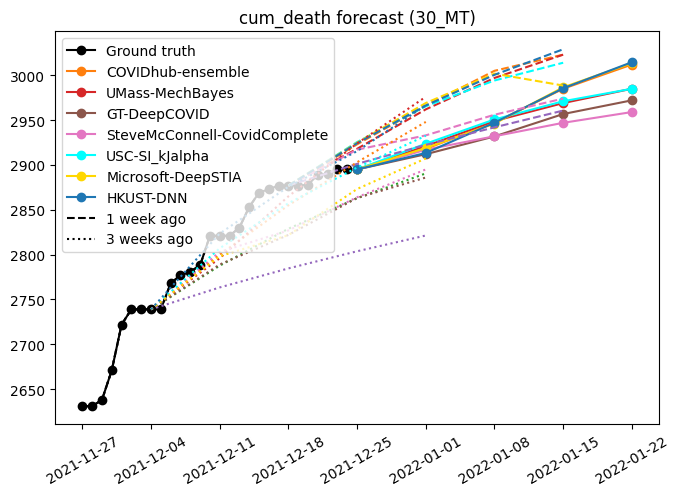 cum_death forecast (30_MT)
3000
2950
2900
2850
2800
2750
2700
2650
Ground truth
COVIDhub-ensemble
UMass-MechBayes
GT-DeepCOVID
SteveMcConnell-CovidComplete
USC-SI_kJalpha
Microsoft-DeepSTIA
HKUST-DNN
1 week ago
3 weeks ago
2021-11-27
2021-12-04
2021-12-11
2021-12-18
2021-12-25
2022-01-01
2022-01-08
2022-01-15
2022-01-22